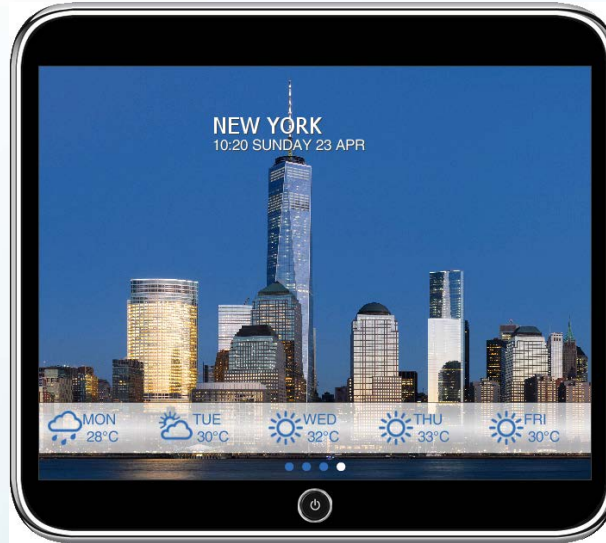 NEW YORK
10:20 SUNDAY 23 APR
MON
28°C
TUE
30°C
WED
32°C
THU
33°C
FRI
30°C